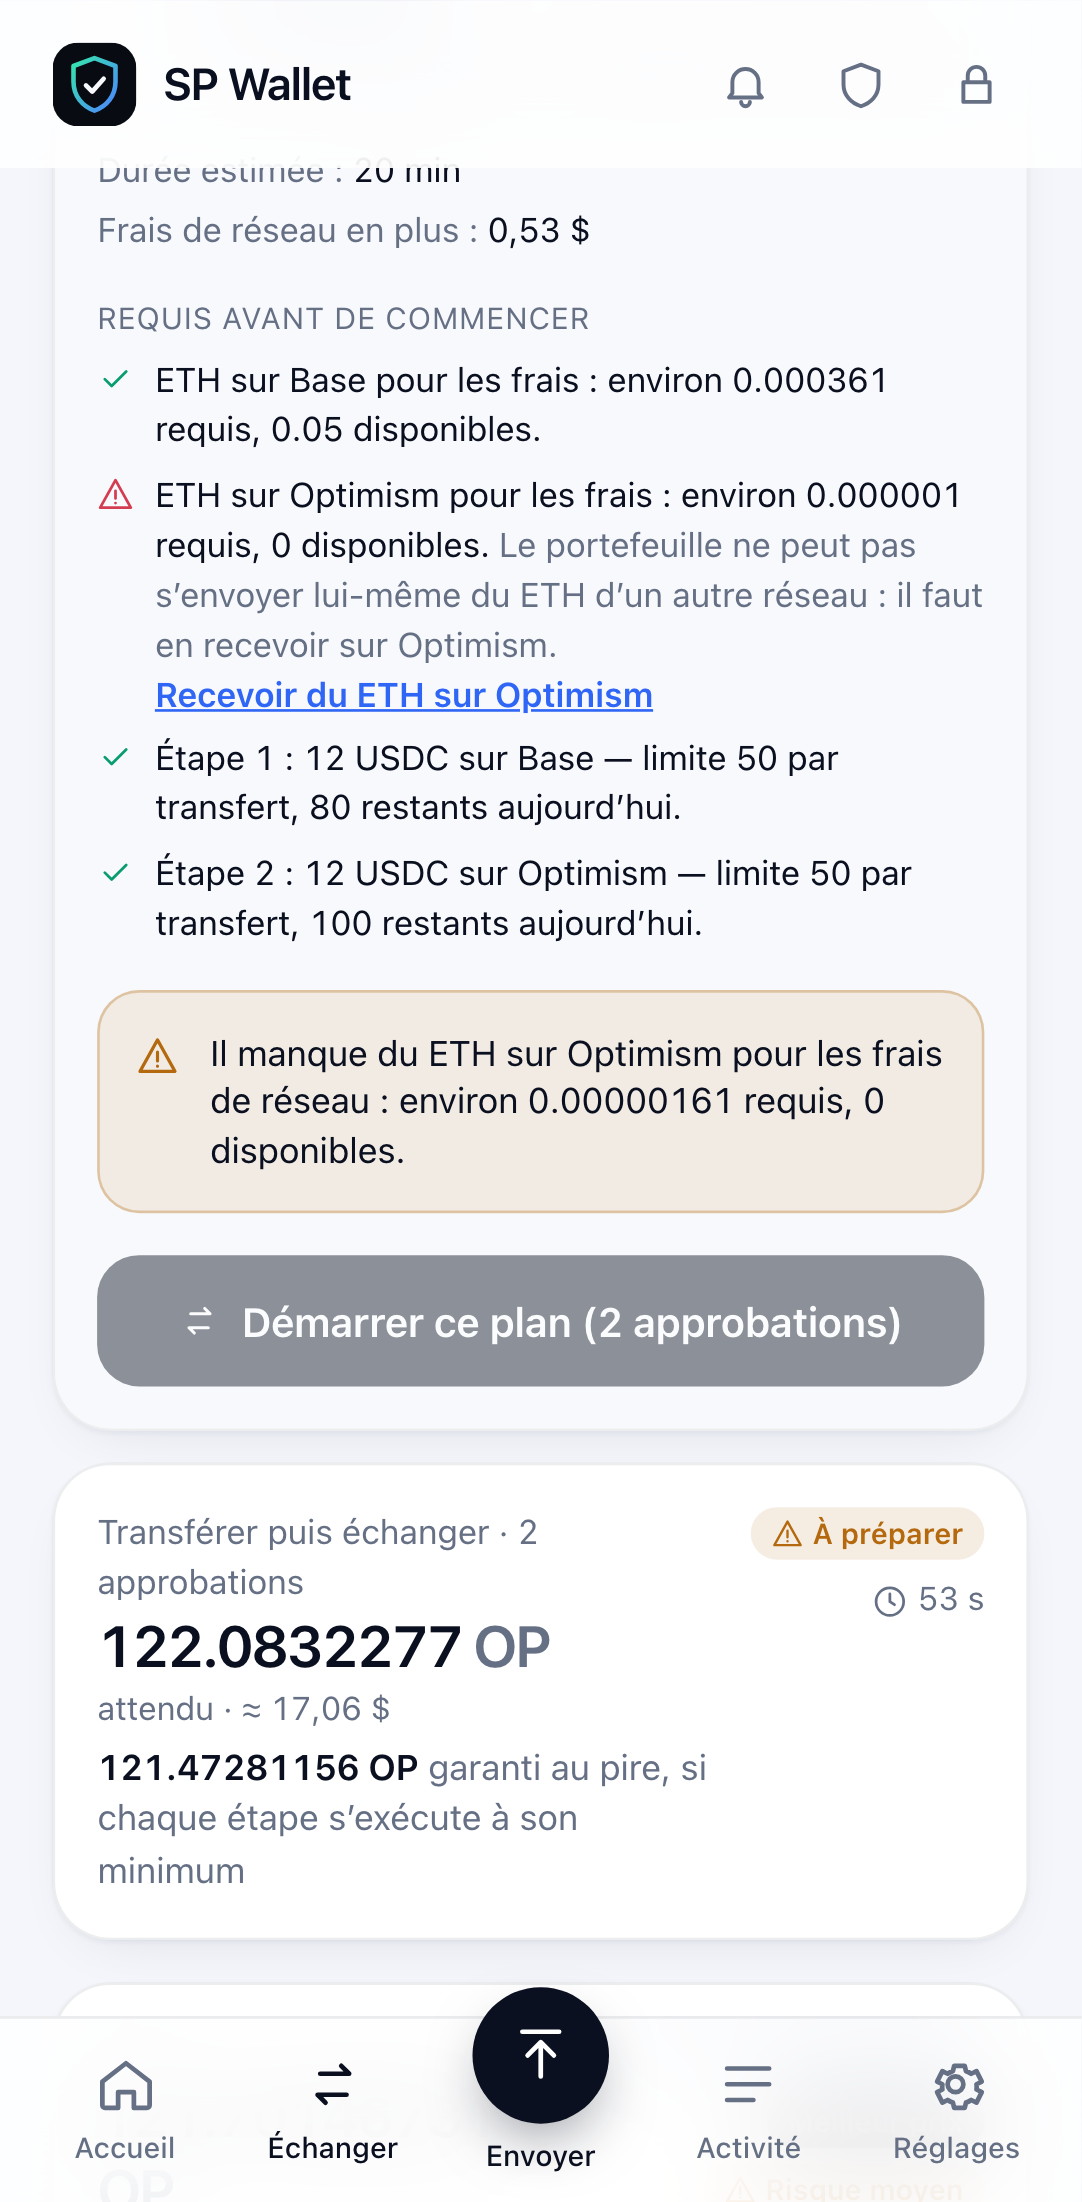 SP Wallet
Durée estimée : 20 min
Frais de réseau en plus : 0,53 $
REQUIS AVANT DE COMMENCER
ETH sur Base pour les frais : environ 0.000361
requis, 0.05 disponibles.
ETH sur Optimism pour les frais : environ 0.000001
requis, 0 disponibles. Le portefeuille ne peut pas
s’envoyer lui-même du ETH d’un autre réseau : il faut
en recevoir sur Optimism.
Recevoir du ETH sur Optimism
Étape 1 : 12 USDC sur Base — limite 50 par
transfert, 80 restants aujourd’hui.
Étape 2 : 12 USDC sur Optimism — limite 50 par
transfert, 100 restants aujourd’hui.
Il manque du ETH sur Optimism pour les frais
de réseau : environ 0.00000161 requis, 0
disponibles.
Démarrer ce plan (2 approbations)
Transférer puis échanger · 2
approbations
À préparer
53 s
122.0832277 OP
attendu · ≈ 17,06 $
121.47281156 OP garanti au pire, si
chaque étape s’exécute à son
minimum
Accueil
Échanger
Envoyer
Activité
Réglages
OP
Risque moyen